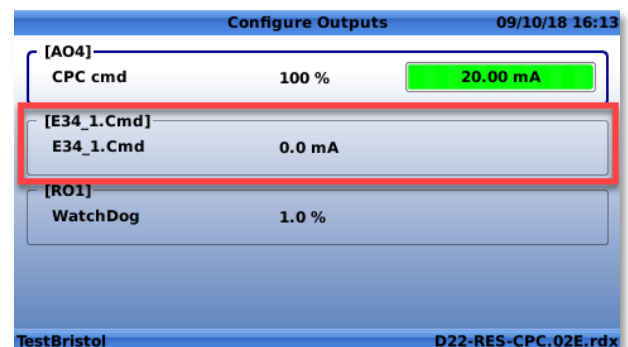 Configure Outputs 09/10/18 16:13
[AO4]
CPC cmd 100 % 20.00 mA
[E34_1.Cmd]
E34_1.Cmd 0.0 mA
[RO1]
WatchDog 1.0 %
TestBristol D22-RES-CPC.02E.rdx